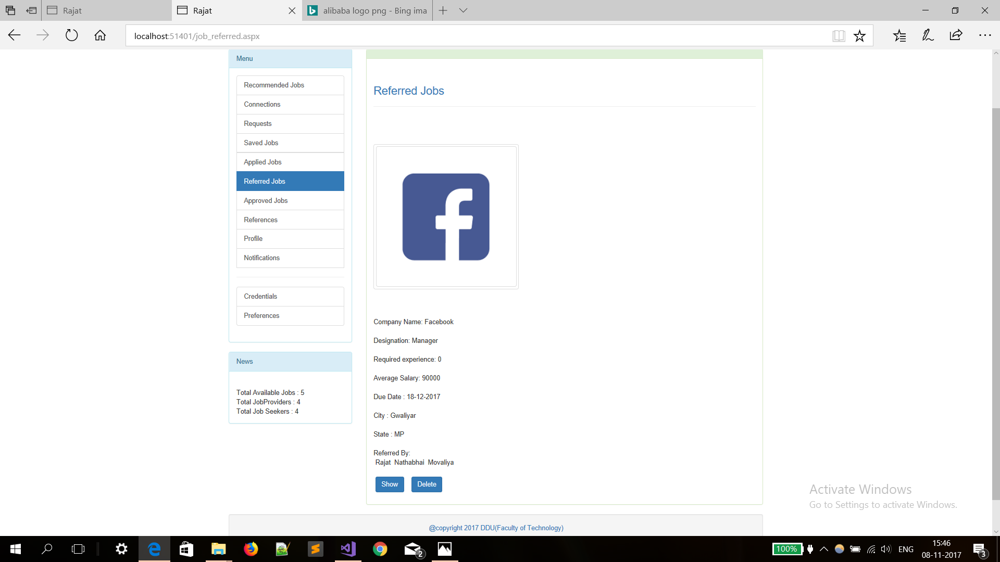 Rajat
Rajat
alibaba logo png - Bing ima
localhost:51401/job_referred.aspx
Menu
Recommended Jobs
Connections
Requests
Saved Jobs
Applied Jobs
Referred Jobs
Approved Jobs
References
Profile
Notifications
Credentials
Preferences
News
Total Available Jobs : 5
Total JobProviders : 4
Total Job Seekers : 4
Referred Jobs
f
Company Name: Facebook
Designation: Manager
Required experience: 0
Average Salary: 90000
Due Date : 18-12-2017
City : Gwaliyar
State : MP
Referred By:
Rajat Nathabhai Movaliya
Show Delete
@copyright 2017 DDU(Faculty of Technology)
Activate Windows
Go to Settings to activate Windows.
2
100%
ENG
15:46
08-11-2017
3